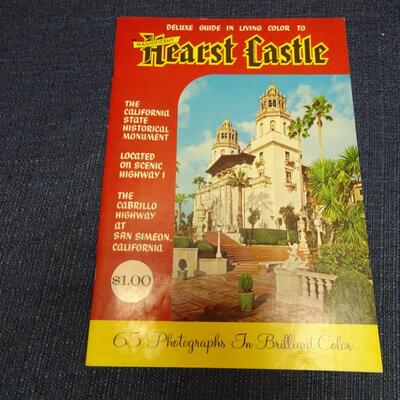 DELUXE GUIDE IN LIVING COLOR TO
MAGNIFICENT
Hearst Castle
THE
CALIFORNIA
STATE
HISTORICAL
MONUMENT
LOCATED
ON SCENIC
HIGHWAY 1
THE
CABRILLO
HIGHWAY
AT
SAN SIMEON,
CALIFORNIA
$1.00
65 Photographs In Brilliant Color